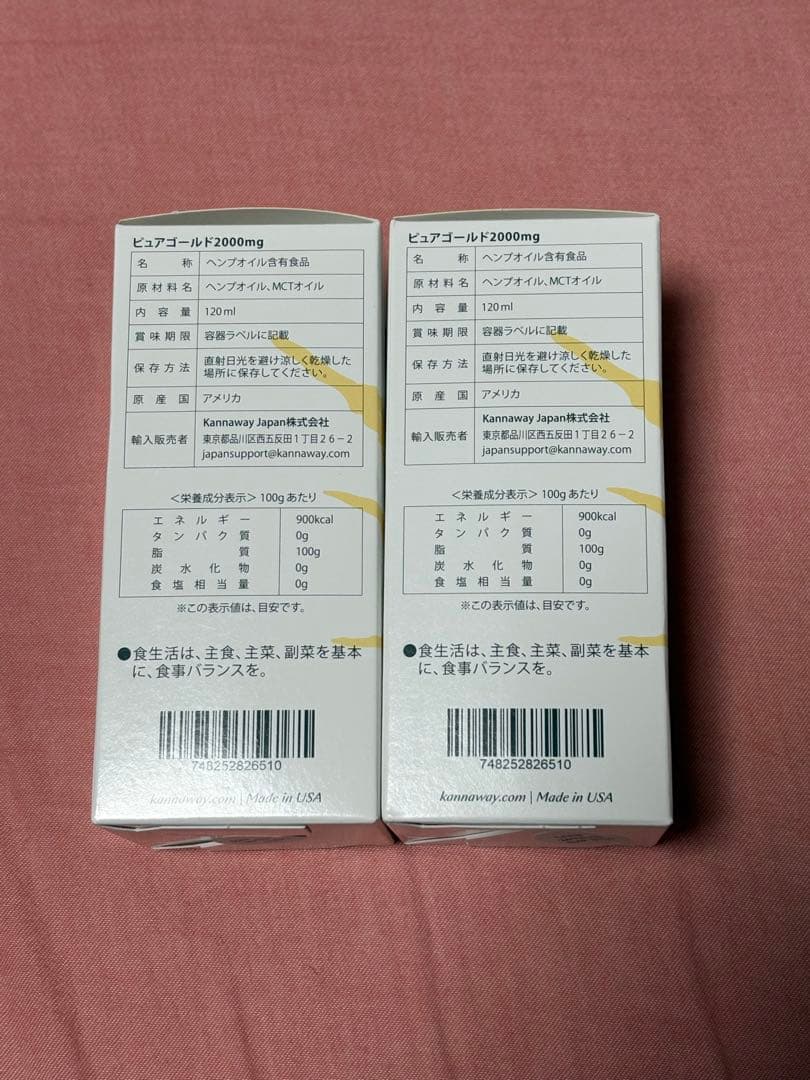 ピュアゴールド2000mg
名称 ヘンプオイル含有食品
原材料名 ヘンプオイル、MCTオイル
内容量 120ml
賞味期限 容器ラベルに記載
保存方法 直射日光を避け涼しく乾燥した
場所に保存してください。
原産国 アメリカ
輸入販売者 Kannaway Japan株式会社
東京都品川区西五反田1丁目26-2
japansupport@kannaway.com
<栄養成分表示> 100gあたり
エネルギー 900kcal
タンパク質 0g
脂質 100g
炭水化物 0g
食塩相当量 0g
※この表示値は、目安です。
●食生活は、主食、主菜、副菜を基本
に、食事バランスを。
748252826510
kannaway.com | Made in USA
ピュアゴールド2000mg
名称 ヘンプオイル含有食品
原材料名 ヘンプオイル、MCTオイル
内容量 120ml
賞味期限 容器ラベルに記載
保存方法 直射日光を避け涼しく乾燥した
場所に保存してください。
原産国 アメリカ
輸入販売者 Kannaway Japan株式会社
東京都品川区西五反田1丁目26-2
japansupport@kannaway.com
<栄養成分表示> 100gあたり
エネルギー 900kcal
タンパク質 0g
脂質 100g
炭水化物 0g
食塩相当量 0g
※この表示値は、目安です。
●食生活は、主食、主菜、副菜を基本
に、食事バランスを。
748252826510
kannaway.com | Made in USA